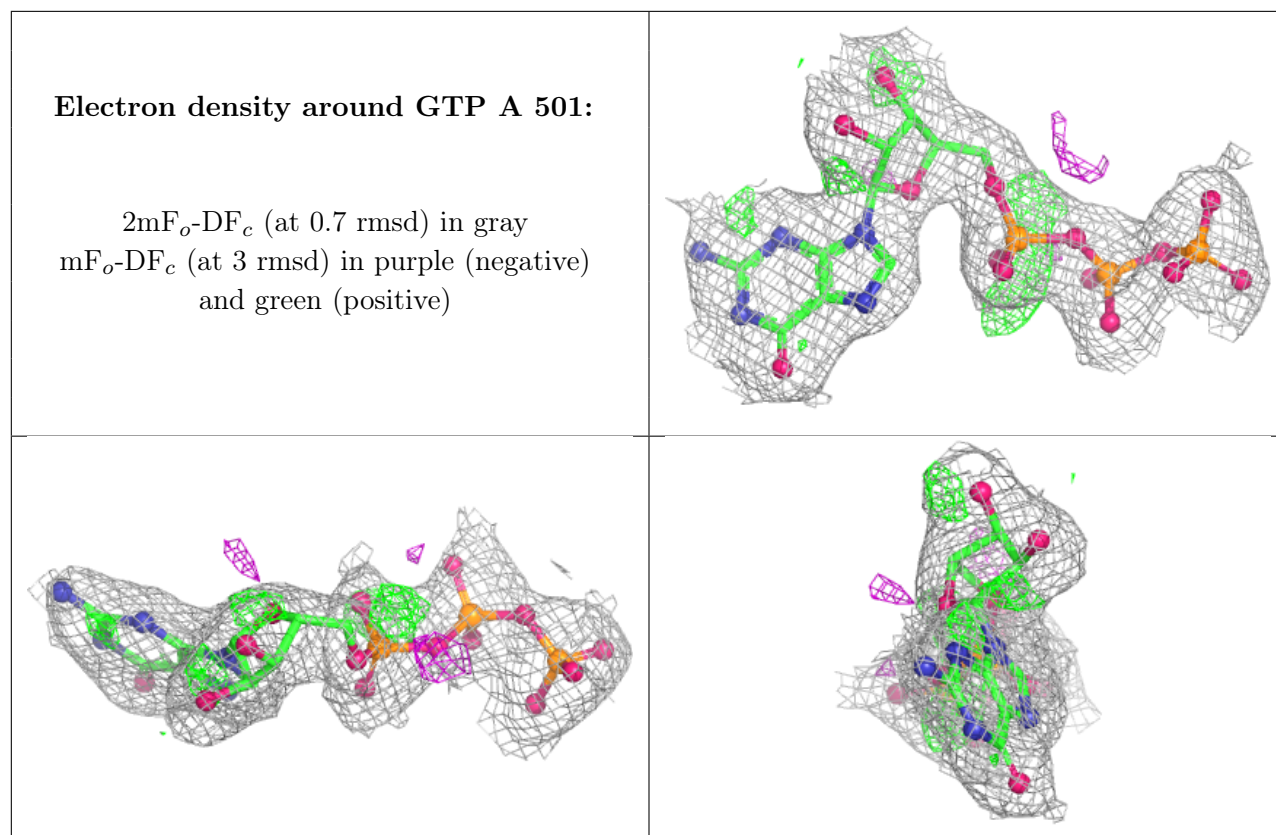 Electron density around GTP A 501:
2mFo-DFc (at 0.7 rmsd) in gray
mFo-DFc (at 3 rmsd) in purple (negative)
and green (positive)